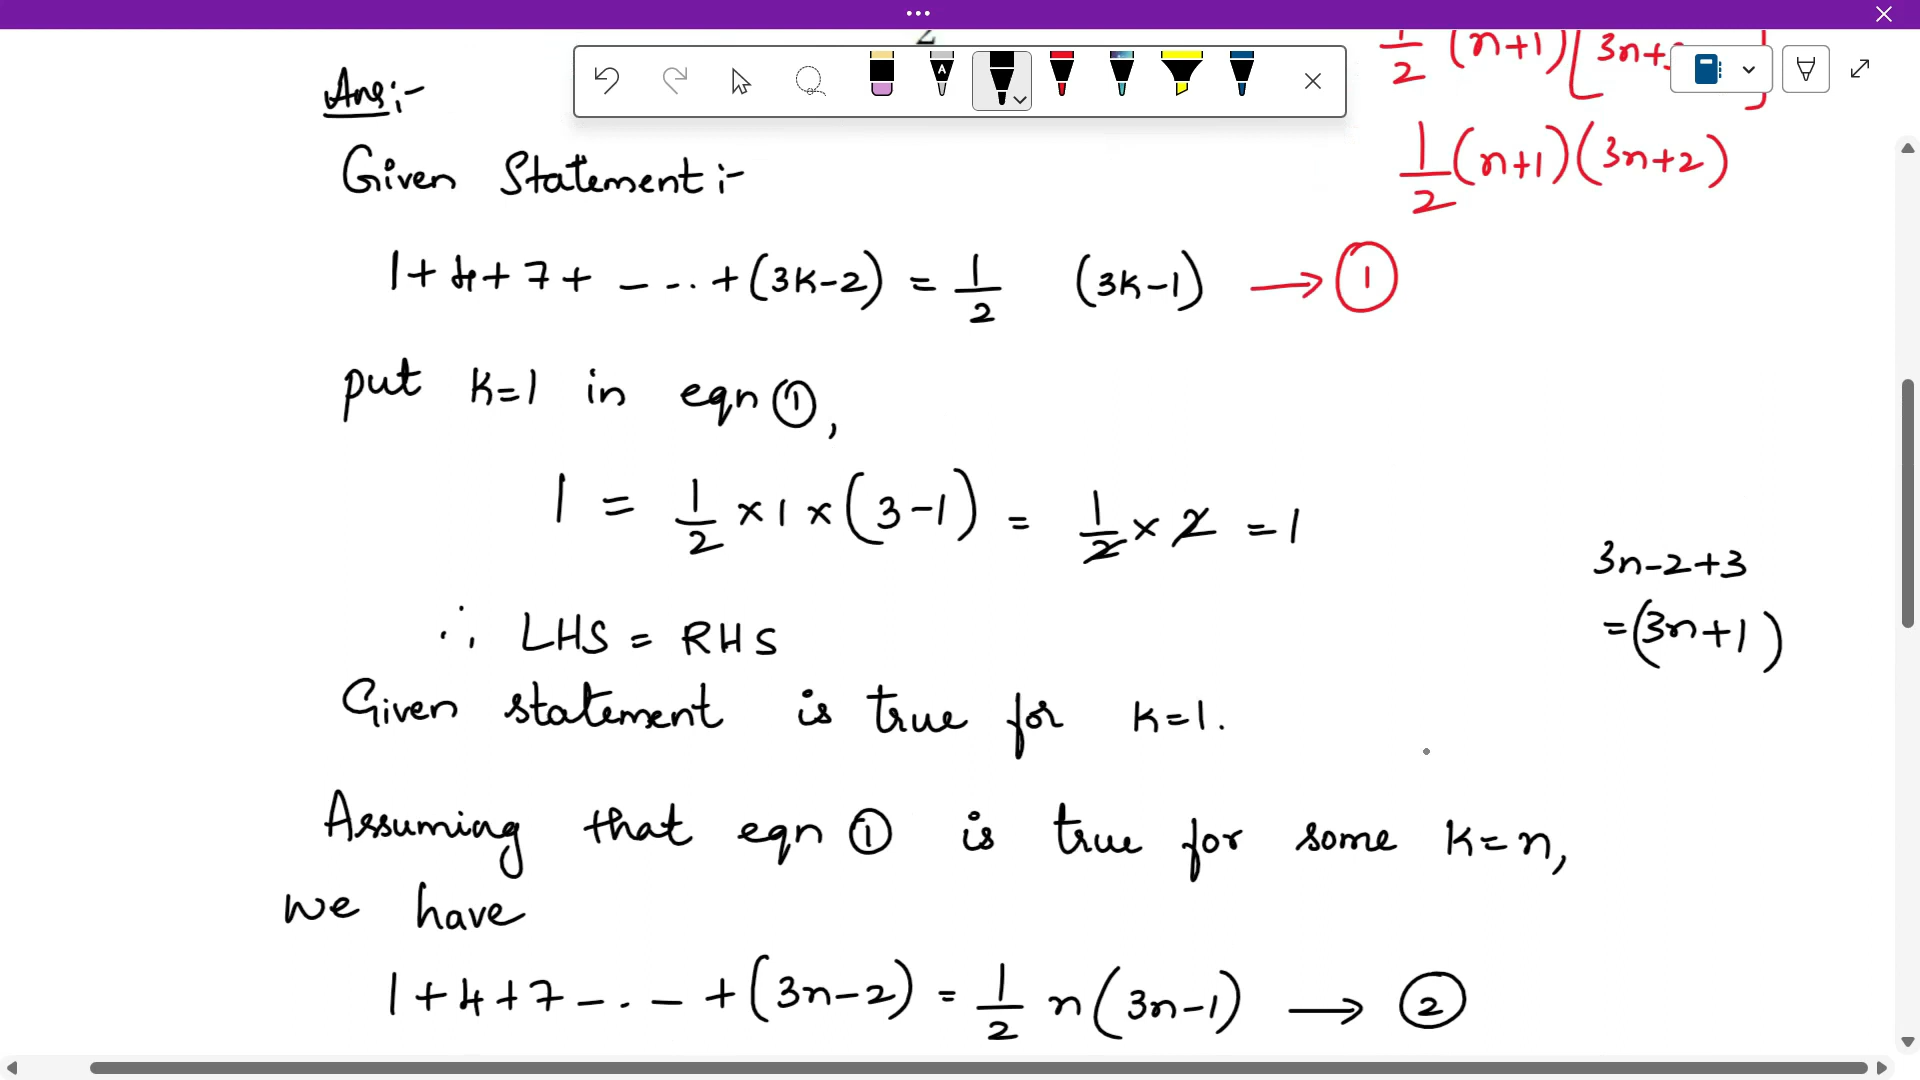 1/2 (n+1) [3n+
Ans:-
1/2 (n+1)(3n+2)
Given Statement:-
1+4+7+ - - .. +(3k-2) = 1/2 (3k-1) → ①
put k=1 in eqn ①,
1 = 1/2 × 1 × (3-1) = 1/2 × 2 = 1
3n-2+3
=(3n+1)
∴ LHS = RHS
Given statement is true for k=1.
Assuming that eqn ① is true for some k=n,
we have
1+4+7-.- +(3n-2) = 1/2 n(3n-1) → ②